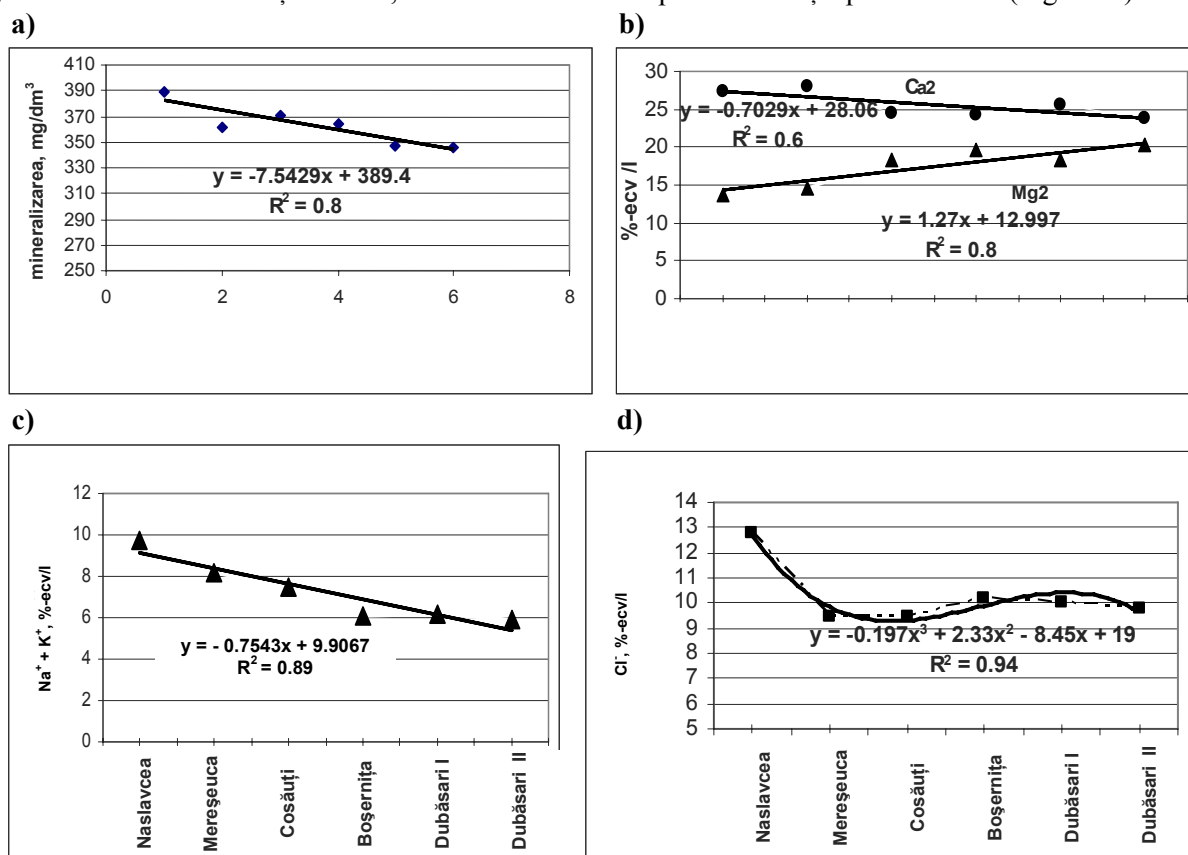 a)
mineralizarea, mg/dm³
410
390
370
350
330
310
290
270
250
0 2 4 6 8
y = -7.5429x + 389.4
R² = 0.8
b)
%-ecv /l
30
25
20
15
10
5
0
Ca2
y = -0.7029x + 28.06
R² = 0.6
Mg2
y = 1.27x + 12.997
R² = 0.8
c)
Na⁺ + K⁺, %-ecv/l
12
10
8
6
4
2
0
y = - 0.7543x + 9.9067
R² = 0.89
Naslavcea
Mereşeuca
Cosăuți
Boşernița
Dubăsari I
Dubăsari II
d)
Cl⁻, %-ecv/l
14
13
12
11
10
9
8
7
6
5
y = -0.197x³ + 2.33x² - 8.45x + 19
R² = 0.94
Naslavcea
Mereşeuca
Cosăuți
Boşernița
Dubăsari I
Dubăsari II